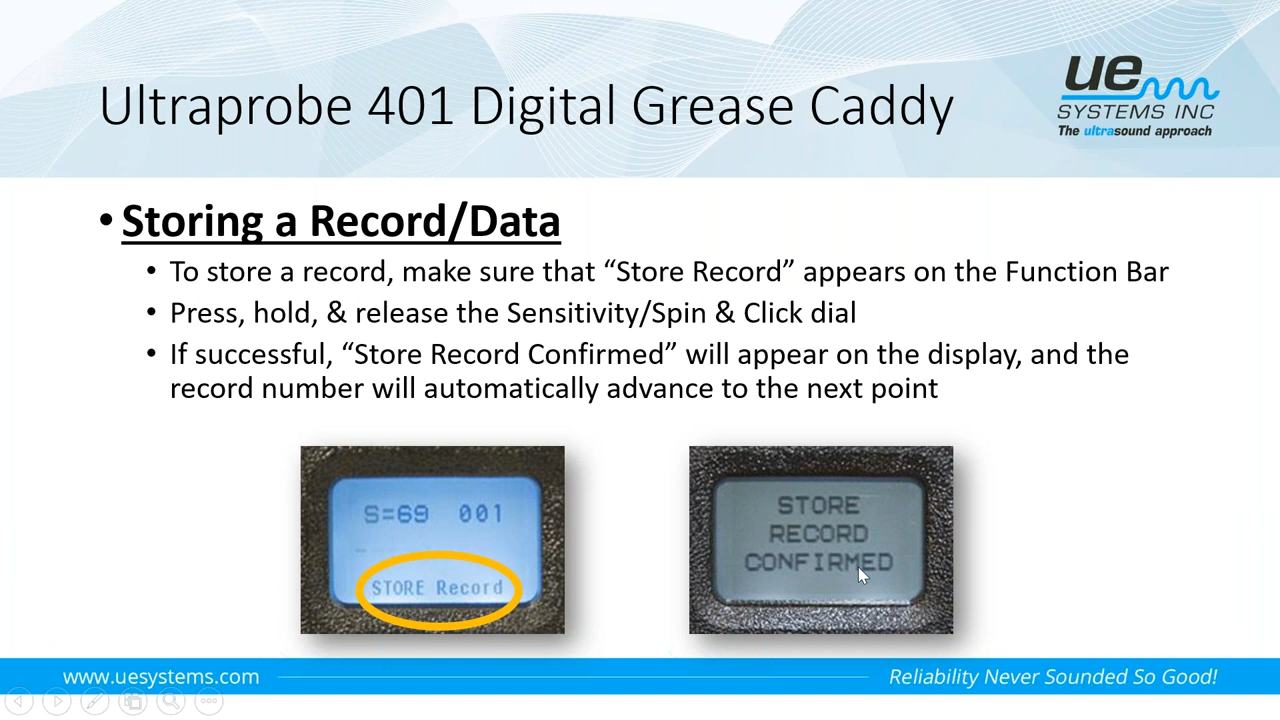 Ultraprobe 401 Digital Grease Caddy
ue
SYSTEMS INC
The ultrasound approach
• Storing a Record/Data
• To store a record, make sure that “Store Record” appears on the Function Bar
• Press, hold, & release the Sensitivity/Spin & Click dial
• If successful, “Store Record Confirmed” will appear on the display, and the
record number will automatically advance to the next point
S=69 001
STORE Record
STORE
RECORD
CONFIRMED
www.uesystems.com
Reliability Never Sounded So Good!